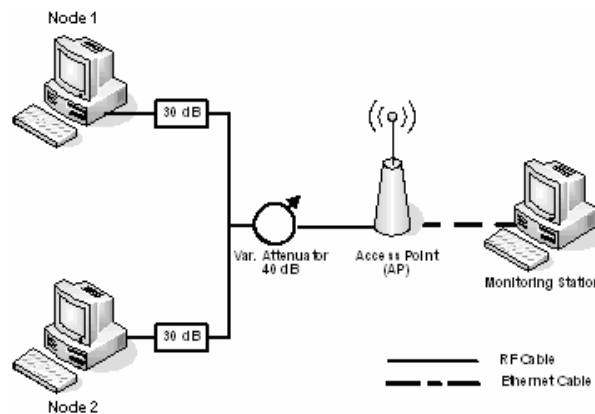 Node 1
30 dB
Var. Attenuator
40 dB
Access Point
(AP)
Monitoring Station
30 dB
Node 2
RF Cable
Ethernet Cable